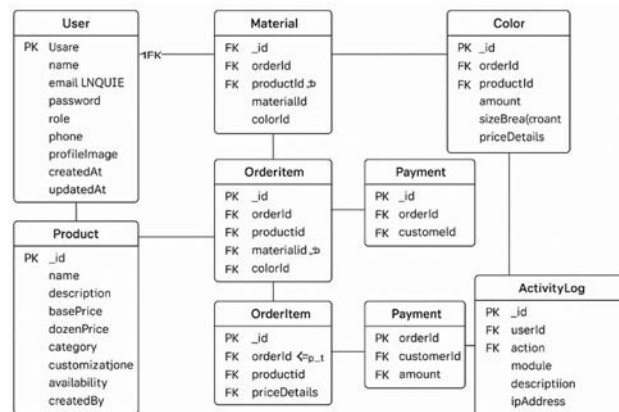 User
PK Usare
name
email LNQUIE
password
role
phone
profileImage
createdAt
updatedAt
1FK
Material
FK _id
FK orderId
FK productId
materialId
colorId
Color
PK _id
FK orderId
FK productId
amount
sizeBrea(croant
priceDetails
Orderitem
PK _id
FK orderId
FK productid
FK materialid
FK colorId
Payment
PK _id
FK orderId
FK customeId
Product
PK _id
name
description
basePrice
dozenPrice
category
customizatjone
availability
createdBy
OrderItem
PK _id
FK orderId
FK productid
FK priceDetails
Payment
PK orderId
FK customerId
FK amount
ActivityLog
PK _id
FK userId
FK action
module
descriptiion
ipAddress